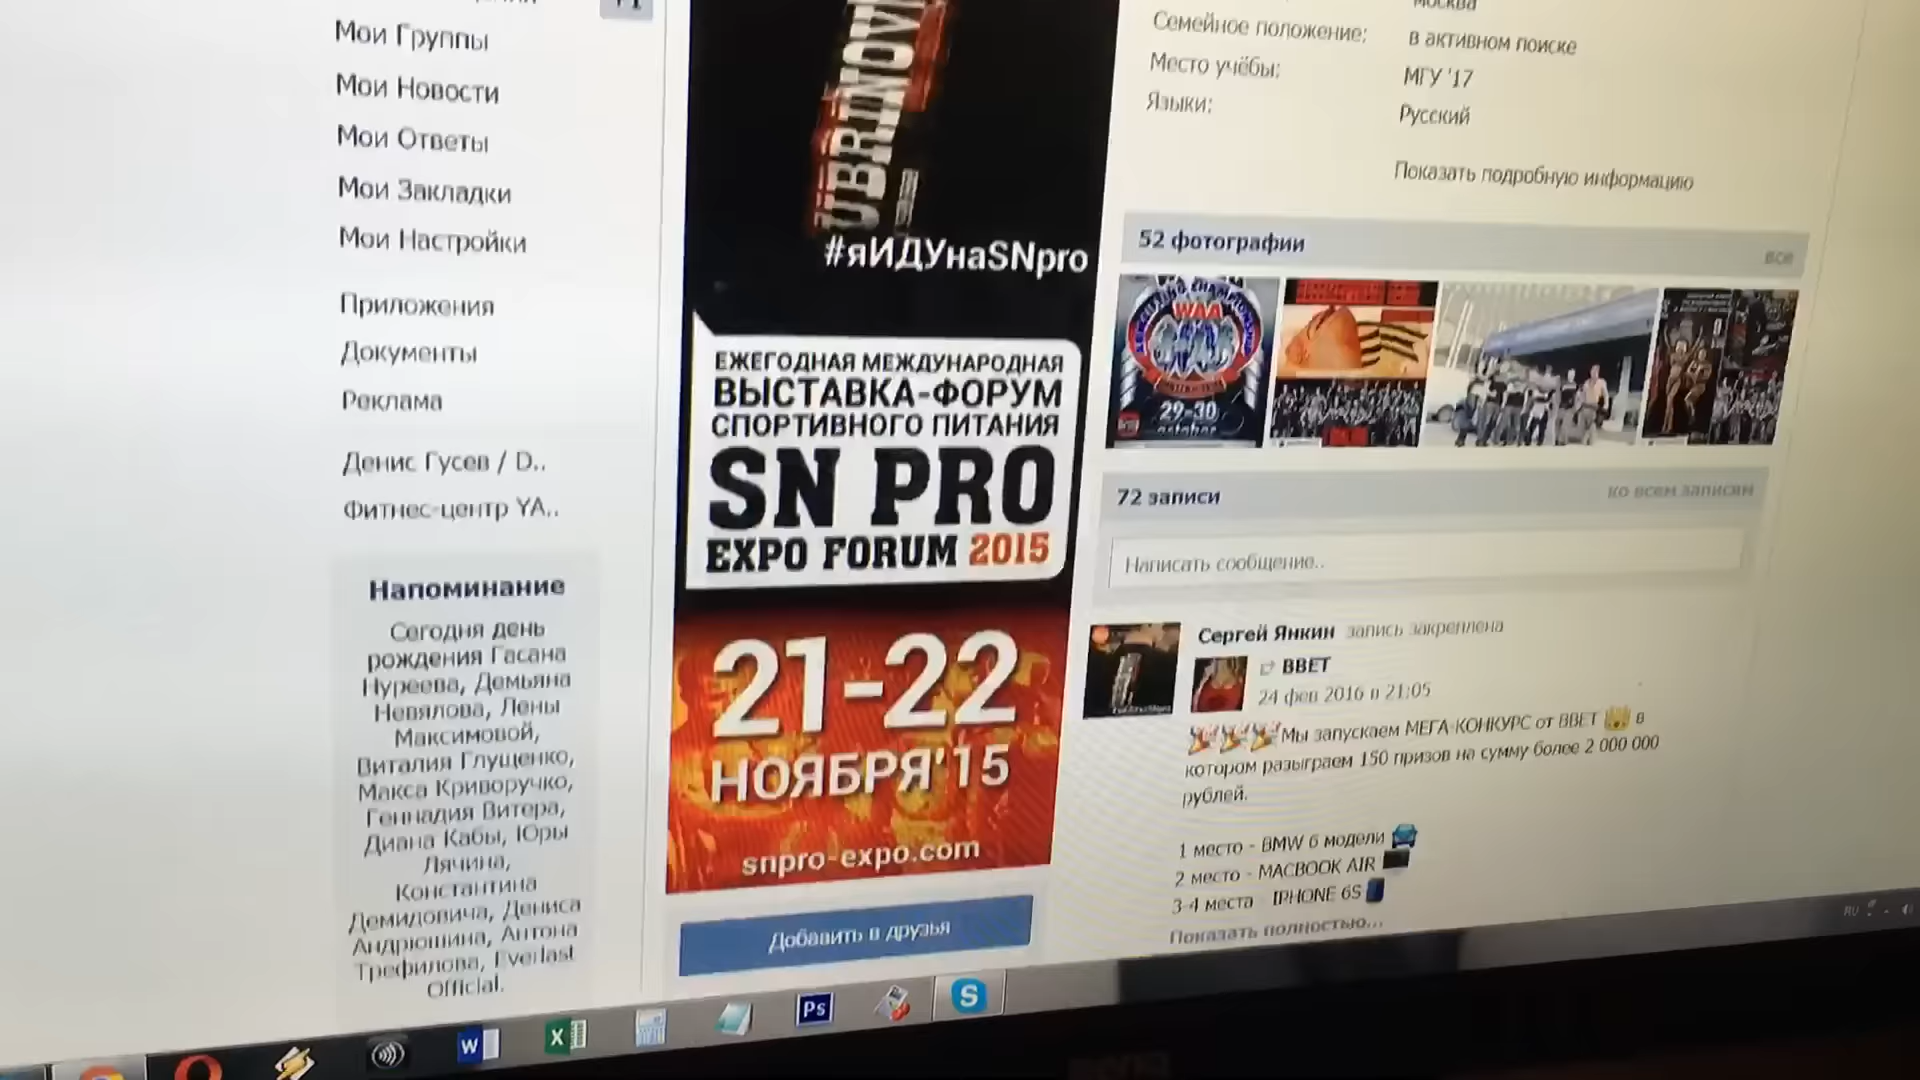 Мои Группы
Мои Новости
Мои Ответы
Мои Закладки
Мои Настройки
Приложения
Документы
Реклама
Денис Гусев / D..
Фитнес-центр YA..
Напоминание
Сегодня день
рождения Гасана
Нуреева, Демьяна
Невялова, Лены
Максимовой,
Виталия Глущенко,
Макса Криворучко,
Геннадия Витера,
Диана Кабы, Юры
Лячина,
Константина
Демидовича, Дениса
Андрюшина, Антона
Трефилова, Everlast
Official.
#яИДУнаSNpro
ЕЖЕГОДНАЯ МЕЖДУНАРОДНАЯ
ВЫСТАВКА-ФОРУМ
СПОРТИВНОГО ПИТАНИЯ
SN PRO
EXPO FORUM 2015
21-22
НОЯБРЯ'15
snpro-expo.com
Добавить в друзья
Москва
Семейное положение: в активном поиске
Место учёбы: МГУ '17
Языки: Русский
Показать подробную информацию
52 фотографии все
WAA
29-30
72 записи ко всем записям
Написать сообщение..
Сергей Янкин запись закреплена
BBET
24 фев 2016 в 21:05
Мы запускаем МЕГА-КОНКУРС от BBET в
котором разыграем 150 призов на сумму более 2 000 000
рублей.
1 место - BMW 6 модели
2 место - MACBOOK AIR
3-4 места - IPHONE 6S
Показать полностью...
RU
Ps